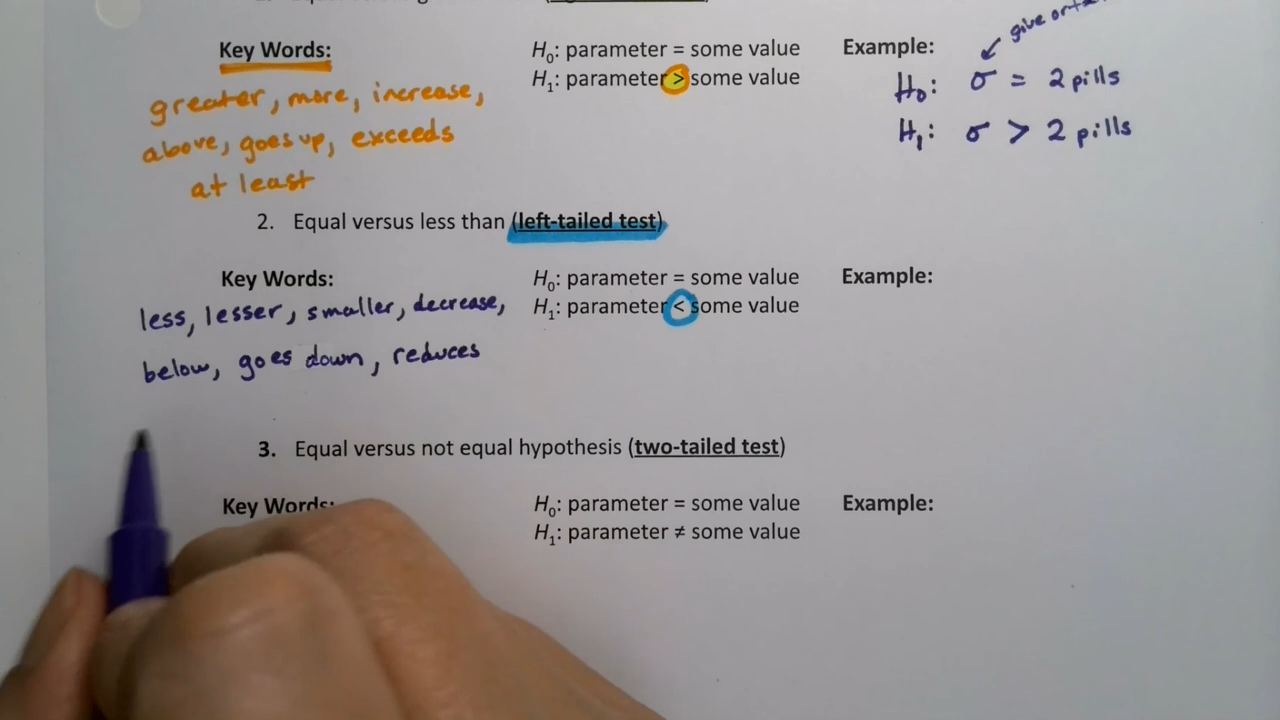 give or
Key Words:
H₀: parameter = some value
Example:
H₁: parameter > some value
H₀: σ = 2 pills
greater, more, increase,
H₁: σ > 2 pills
above, goes up, exceeds
at least
2. Equal versus less than (left-tailed test)
Key Words:
H₀: parameter = some value
Example:
less, lesser, smaller, decrease,
H₁: parameter < some value
below, goes down, reduces
3. Equal versus not equal hypothesis (two-tailed test)
Key Words:
H₀: parameter = some value
Example:
H₁: parameter ≠ some value